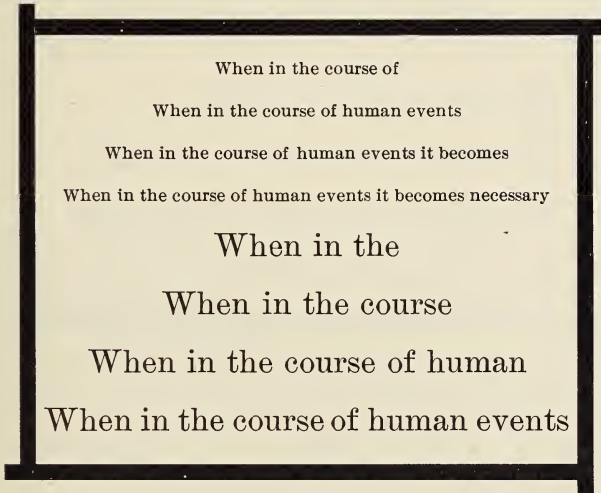 When in the course of
When in the course of human events
When in the course of human events it becomes
When in the course of human events it becomes necessary
When in the
When in the course
When in the course of human
When in the course of human events